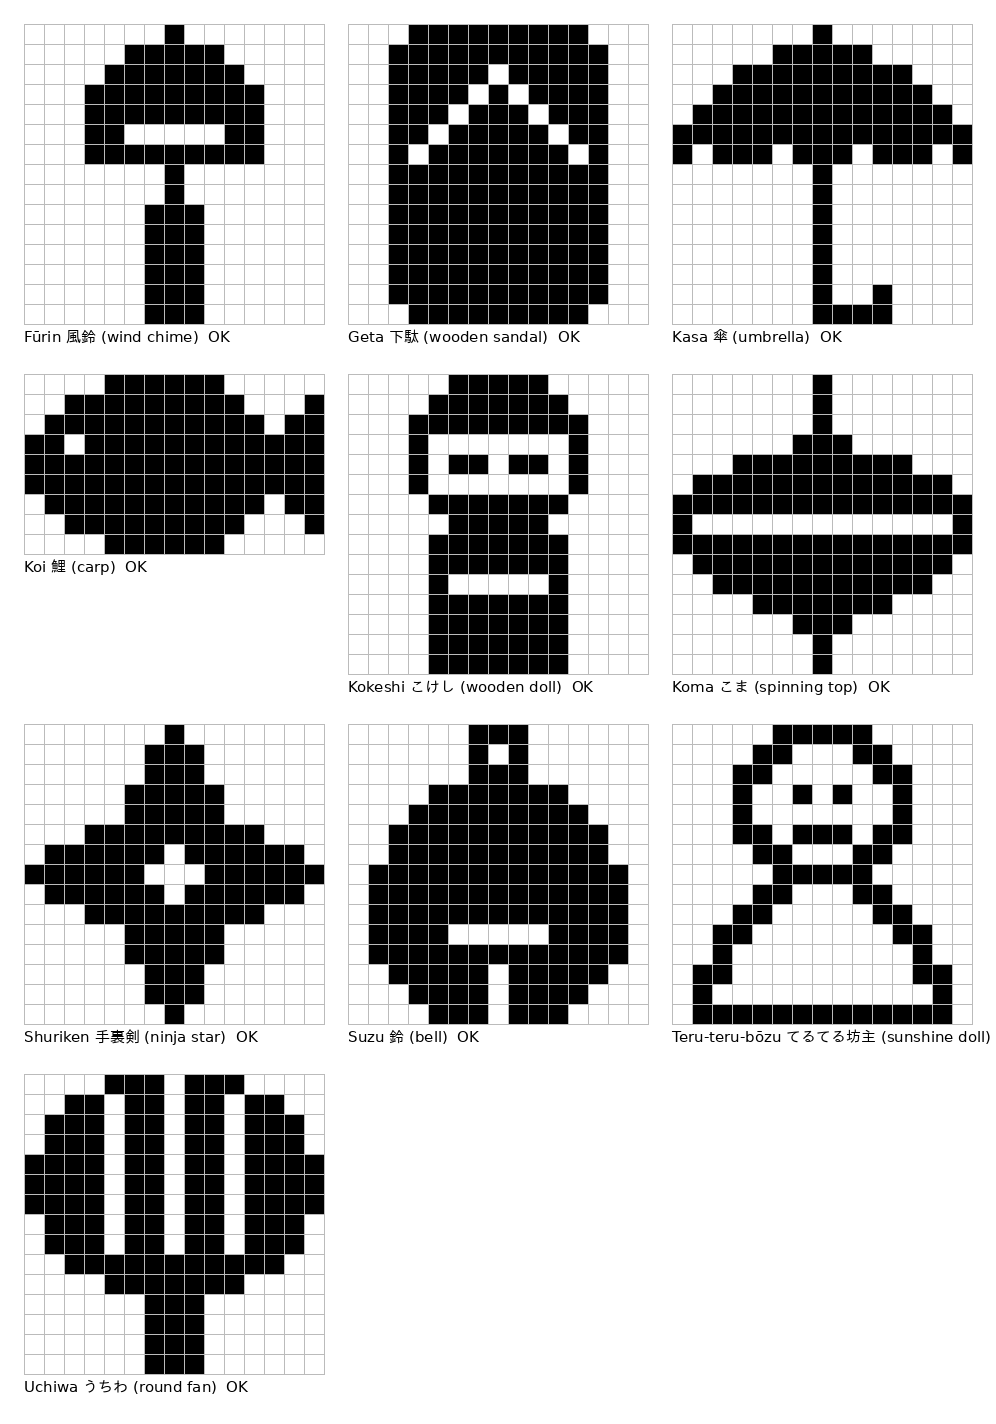 Fūrin 風鈴 (wind chime)  OK
Geta 下駄 (wooden sandal)  OK
Kasa 傘 (umbrella)  OK
Koi 鯉 (carp)  OK
Kokeshi こけし (wooden doll)  OK
Koma こま (spinning top)  OK
Shuriken 手裏剣 (ninja star)  OK
Suzu 鈴 (bell)  OK
Teru-teru-bōzu てるてる坊主 (sunshine doll)
Uchiwa うちわ (round fan)  OK